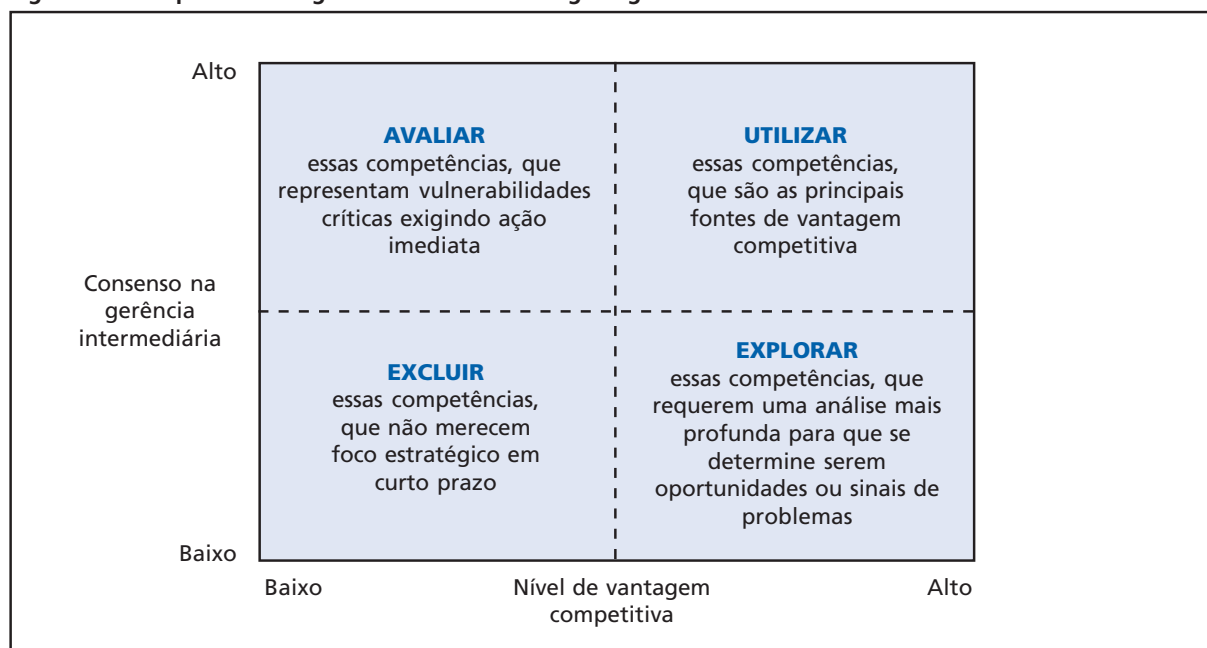 Alto
AVALIAR
essas competências, que
representam vulnerabilidades
críticas exigindo ação
imediata
UTILIZAR
essas competências,
que são as principais
fontes de vantagem
competitiva
Consenso na
gerência
intermediária
EXCLUIR
essas competências,
que não merecem
foco estratégico em
curto prazo
EXPLORAR
essas competências, que
requerem uma análise mais
profunda para que se
determine serem
oportunidades ou sinais de
problemas
Baixo
Baixo
Nível de vantagem
competitiva
Alto